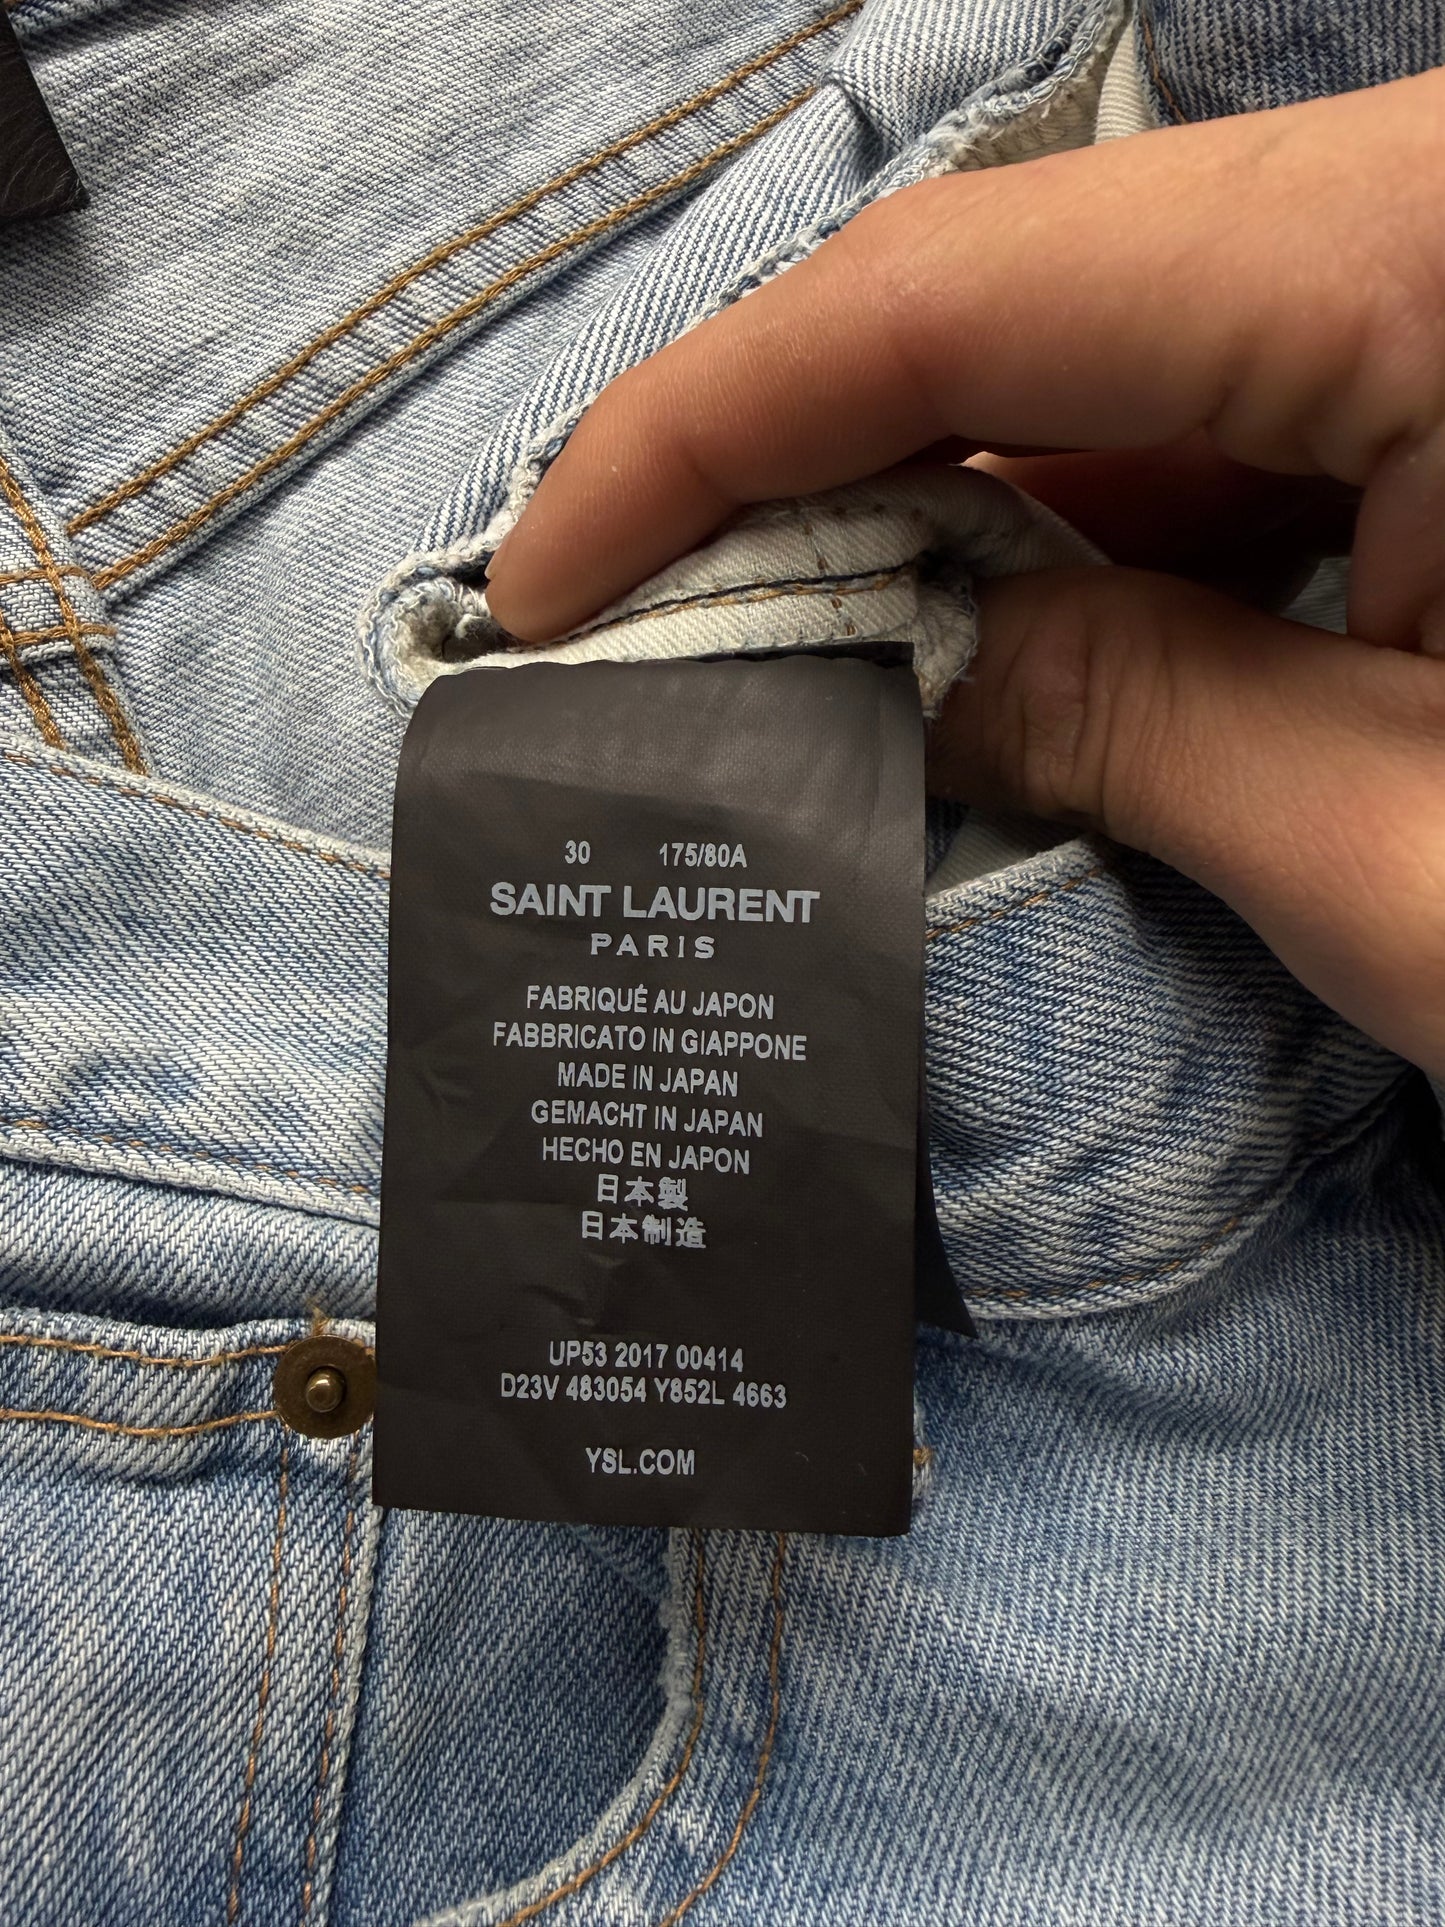 30 175/80A
SAINT LAURENT
PARIS
FABRIQUÉ AU JAPON
FABBRICATO IN GIAPPONE
MADE IN JAPAN
GEMACHT IN JAPAN
HECHO EN JAPON
日本製
日本制造
UP53 2017 00414
D23V 483054 Y852L 4663
YSL.COM